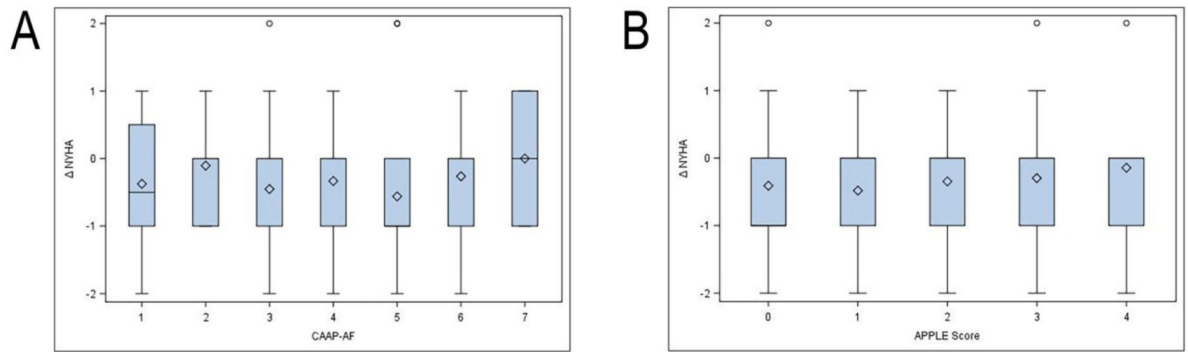 A
2
1
0
-1
-2
Δ NYHA
1 2 3 4 5 6 7
CAAP-AF
B
2
1
0
-1
-2
Δ NYHA
0 1 2 3 4
APPLE Score